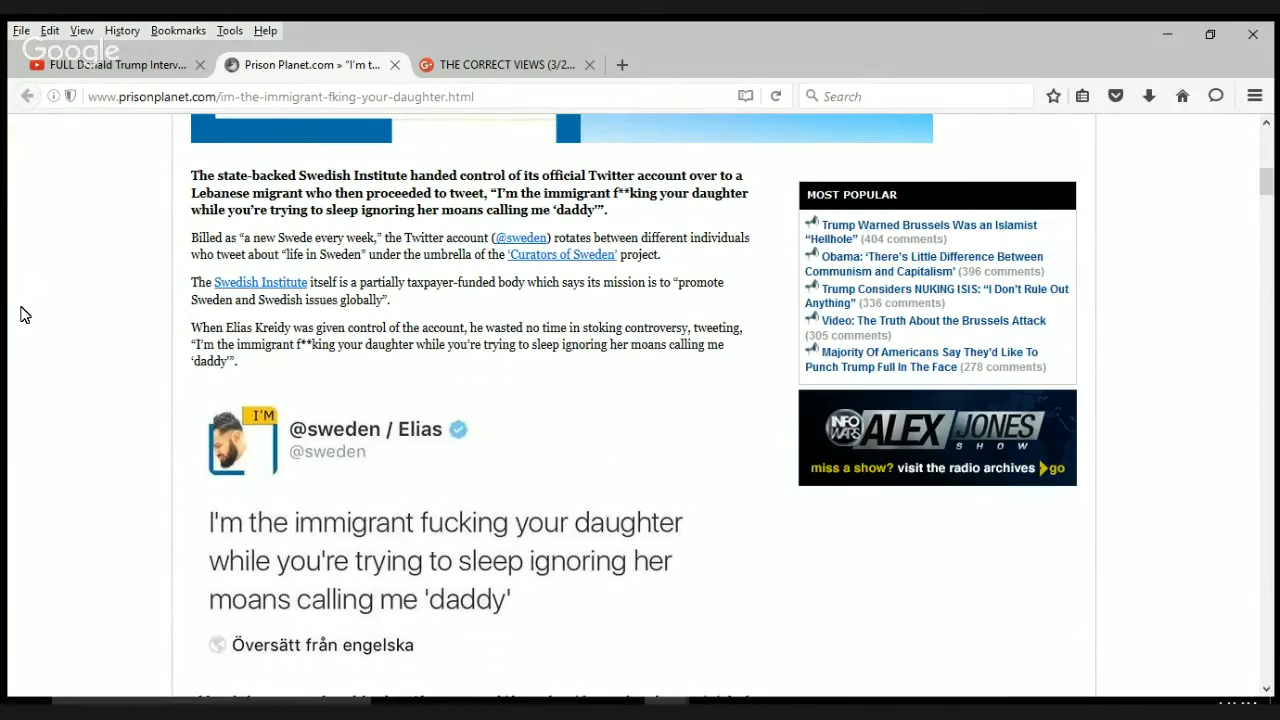 File Edit View History Bookmarks Tools Help
Google
FULL Donald Trump Interv...
Prison Planet.com » "I'm t...
THE CORRECT VIEWS (3/2...
www.prisonplanet.com/im-the-immigrant-fking-your-daughter.html
Search
The state-backed Swedish Institute handed control of its official Twitter account over to a
Lebanese migrant who then proceeded to tweet, “I’m the immigrant f**king your daughter
while you’re trying to sleep ignoring her moans calling me ‘daddy’”.
Billed as “a new Swede every week,” the Twitter account (@sweden) rotates between different individuals
who tweet about “life in Sweden” under the umbrella of the ‘Curators of Sweden’ project.
The Swedish Institute itself is a partially taxpayer-funded body which says its mission is to “promote
Sweden and Swedish issues globally”.
When Elias Kreidy was given control of the account, he wasted no time in stoking controversy, tweeting,
“I’m the immigrant f**king your daughter while you’re trying to sleep ignoring her moans calling me
‘daddy’”.
I'M
@sweden / Elias
@sweden
I'm the immigrant fucking your daughter
while you're trying to sleep ignoring her
moans calling me 'daddy'
Översätt från engelska
MOST POPULAR
Trump Warned Brussels Was an Islamist
“Hellhole” (404 comments)
Obama: ‘There’s Little Difference Between
Communism and Capitalism’ (396 comments)
Trump Considers NUKING ISIS: “I Don’t Rule Out
Anything” (336 comments)
Video: The Truth About the Brussels Attack
(305 comments)
Majority Of Americans Say They’d Like To
Punch Trump Full In The Face (278 comments)
INFO WARS ALEX JONES
SHOW
miss a show? visit the radio archives go